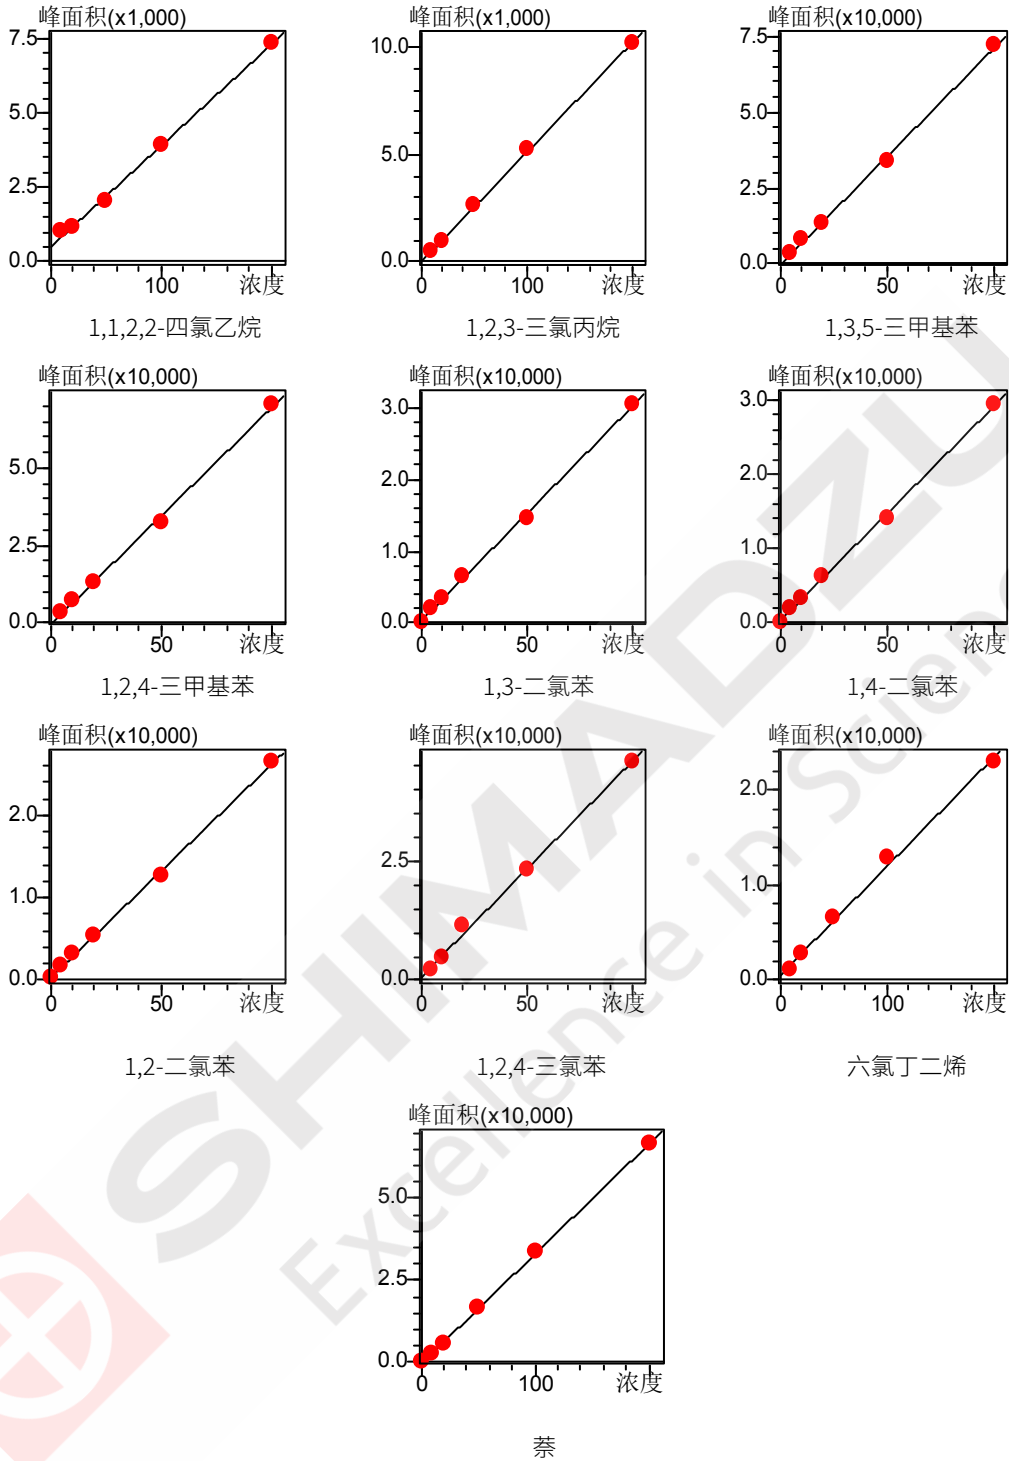 峰面积(x1,000)
7.5
5.0
2.5
0.0
0 100 浓度
1,1,2,2-四氯乙烷
峰面积(x1,000)
10.0
5.0
0.0
0 100 浓度
1,2,3-三氯丙烷
峰面积(x10,000)
7.5
5.0
2.5
0.0
0 50 浓度
1,3,5-三甲基苯
峰面积(x10,000)
5.0
2.5
0.0
0 50 浓度
1,2,4-三甲基苯
峰面积(x10,000)
3.0
2.0
1.0
0.0
0 50 浓度
1,3-二氯苯
峰面积(x10,000)
3.0
2.0
1.0
0.0
0 50 浓度
1,4-二氯苯
峰面积(x10,000)
2.0
1.0
0.0
0 50 浓度
1,2-二氯苯
峰面积(x10,000)
2.5
0.0
0 50 浓度
1,2,4-三氯苯
峰面积(x10,000)
2.0
1.0
0.0
0 100 浓度
六氯丁二烯
峰面积(x10,000)
5.0
2.5
0.0
0 100 浓度
萘
SHIMADZU
Excellence in Scien